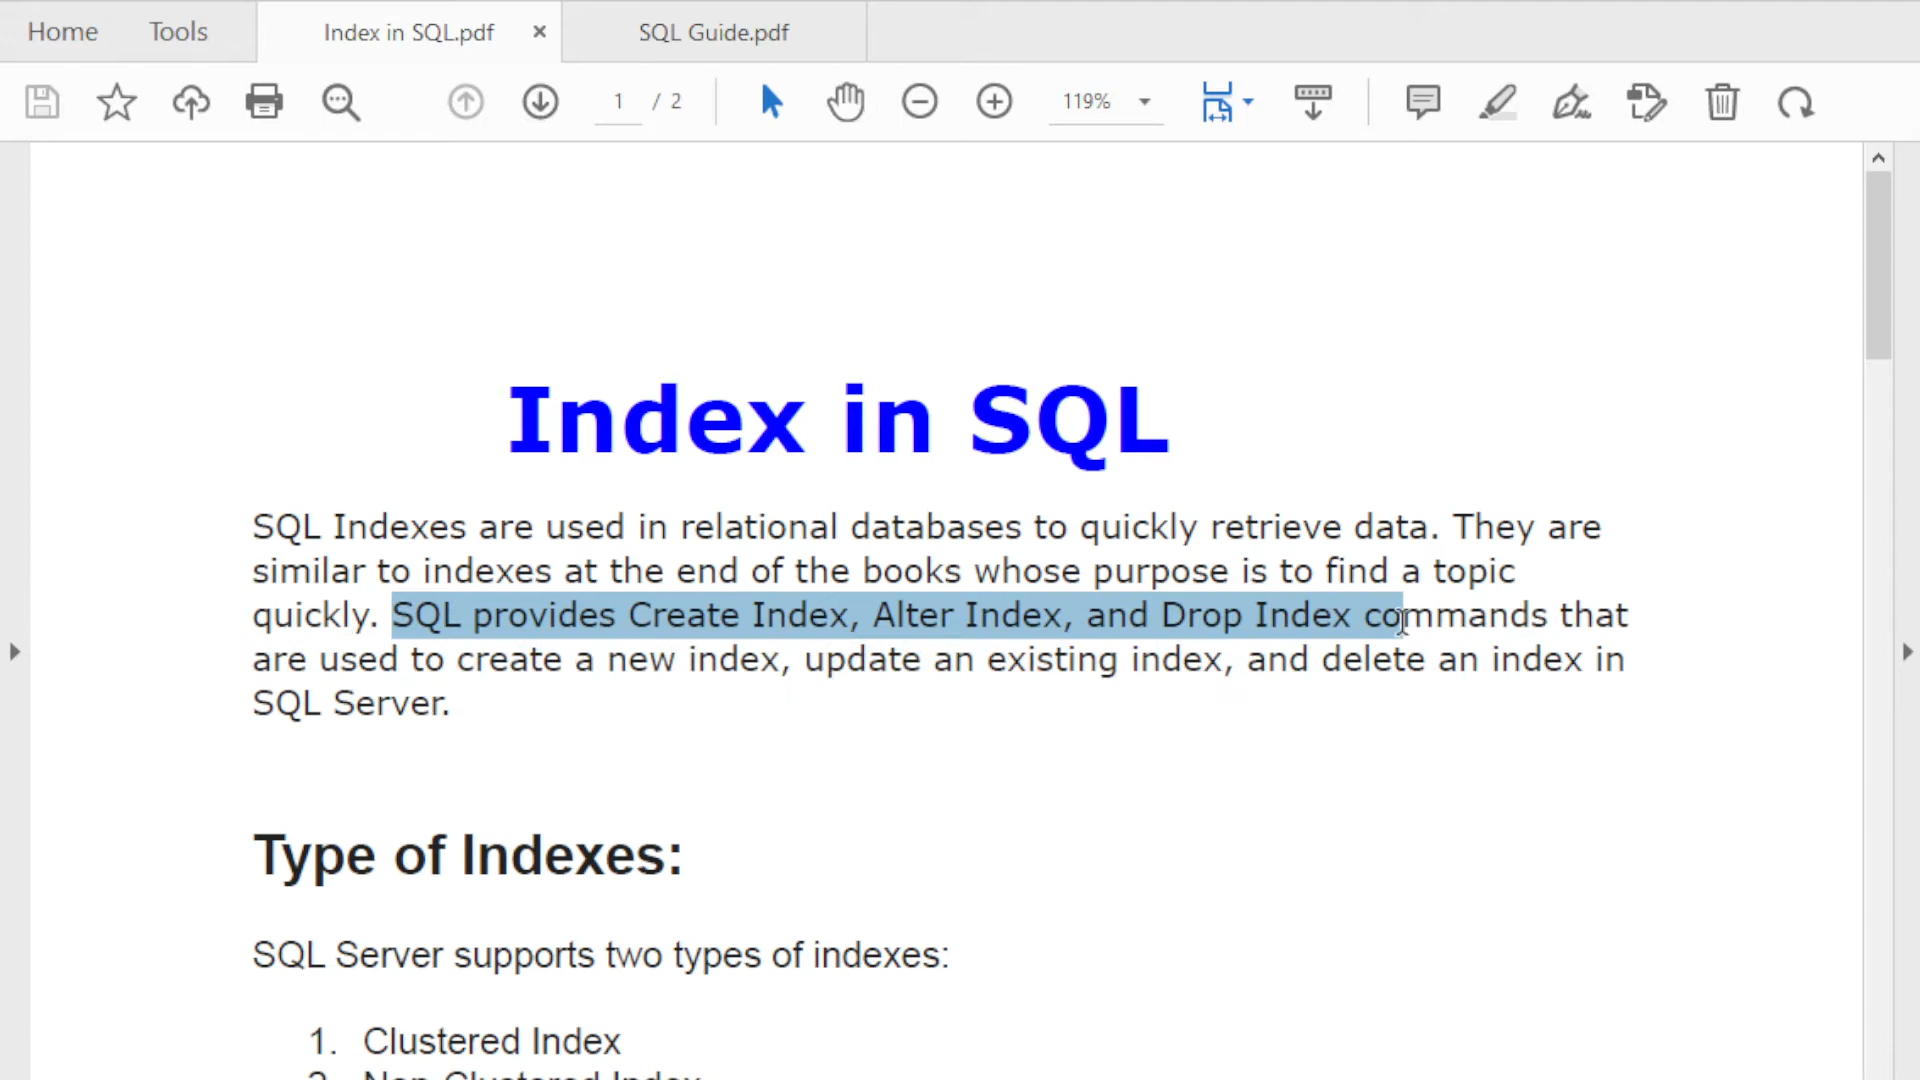 Home Tools Index in SQL.pdf × SQL Guide.pdf
1 / 2 119%
Index in SQL
SQL Indexes are used in relational databases to quickly retrieve data. They are
similar to indexes at the end of the books whose purpose is to find a topic
quickly. SQL provides Create Index, Alter Index, and Drop Index commands that
are used to create a new index, update an existing index, and delete an index in
SQL Server.
Type of Indexes:
SQL Server supports two types of indexes:
1. Clustered Index
2. Non-Clustered Index